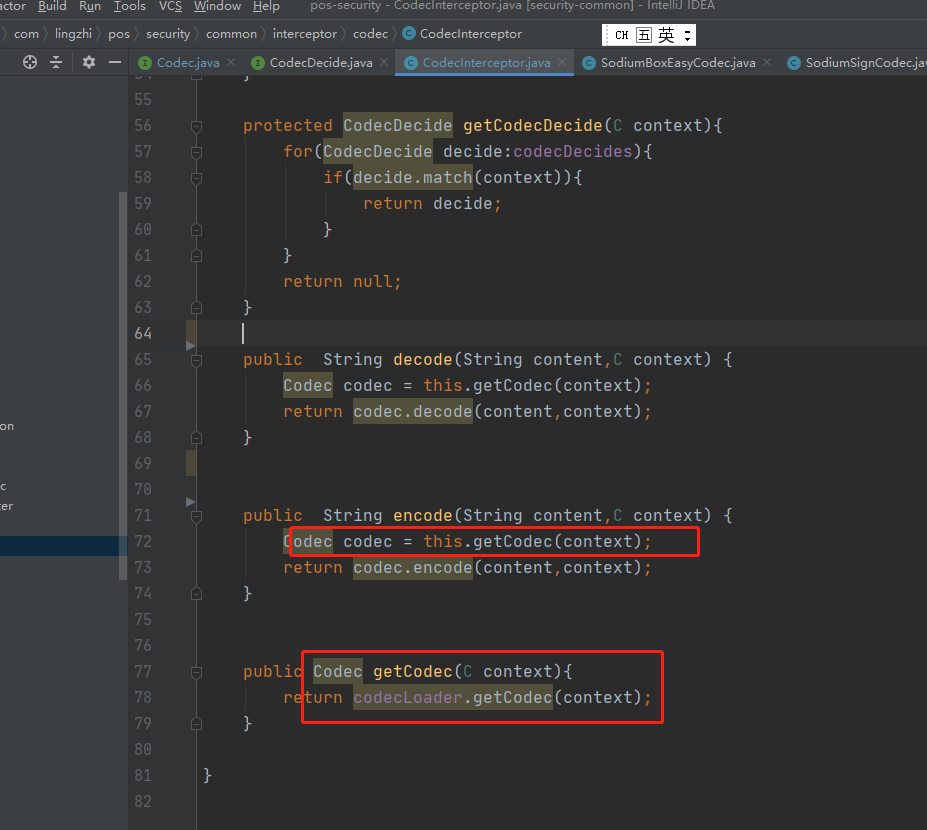 actor Build Run Tools VCS Window Help pos-security - CodecInterceptor.java [security-common] - IntelliJ IDEA
com lingzhi pos security common interceptor codec C CodecInterceptor
CH 五 英
I Codec.java I CodecDecide.java C CodecInterceptor.java C SodiumBoxEasyCodec.java C SodiumSignCodec.jav
54 }
55
56 protected CodecDecide getCodecDecide(C context){
57 for(CodecDecide decide:codecDecides){
58 if(decide.match(context)){
59 return decide;
60 }
61 }
62 return null;
63 }
64
65 public String decode(String content,C context) {
66 Codec codec = this.getCodec(context);
67 return codec.decode(content,context);
68 }
69
70
71 public String encode(String content,C context) {
72 Codec codec = this.getCodec(context);
73 return codec.encode(content,context);
74 }
75
76
77 public Codec getCodec(C context){
78 return codecLoader.getCodec(context);
79 }
80
81 }
82
on
c
ter